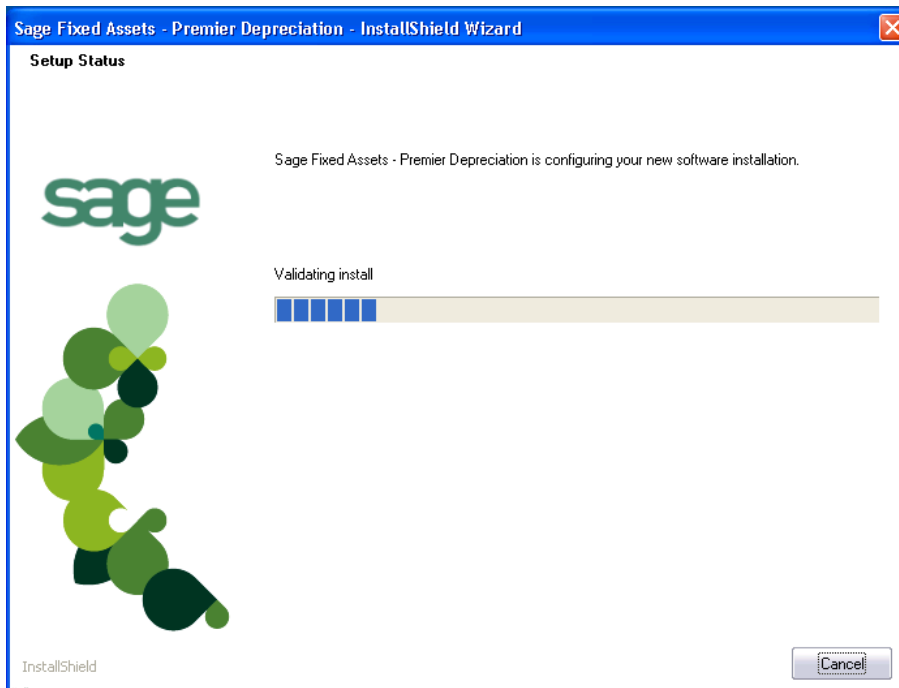 Sage Fixed Assets - Premier Depreciation - InstallShield Wizard
Setup Status
Sage Fixed Assets - Premier Depreciation is configuring your new software installation.
sage
Validating install
InstallShield
Cancel